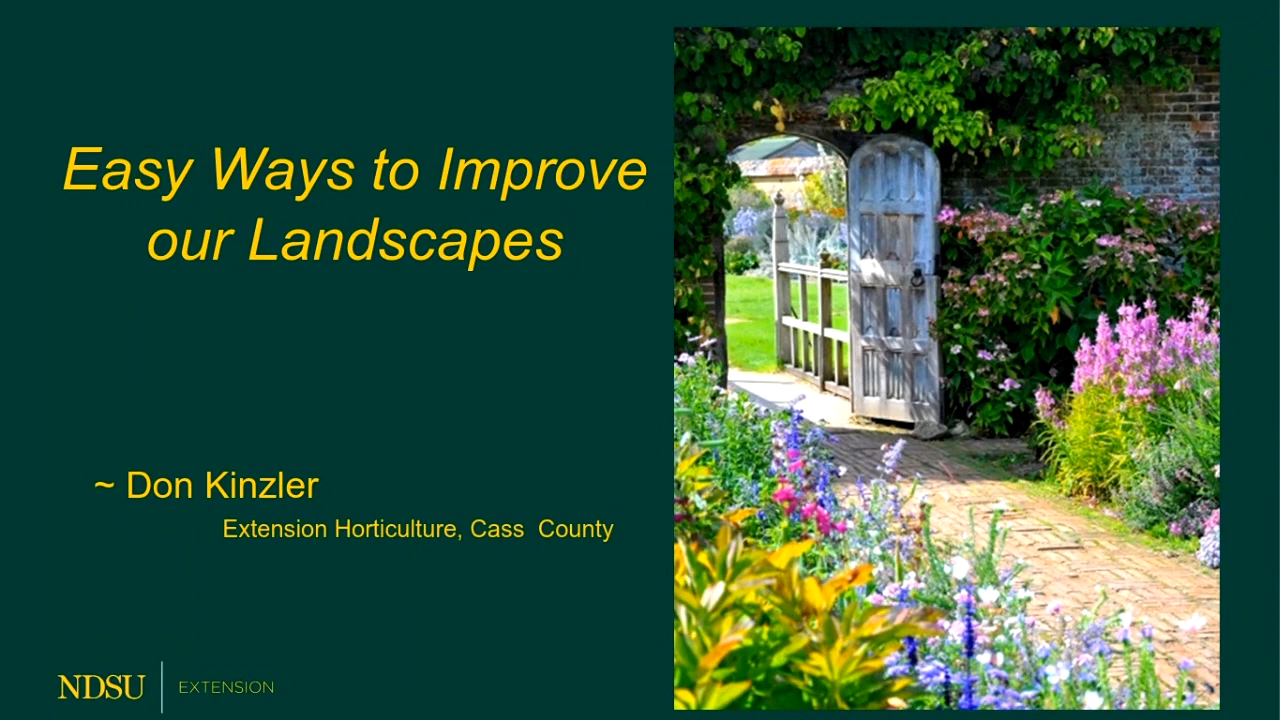 Easy Ways to Improve
our Landscapes
~ Don Kinzler
Extension Horticulture, Cass  County
NDSU
EXTENSION